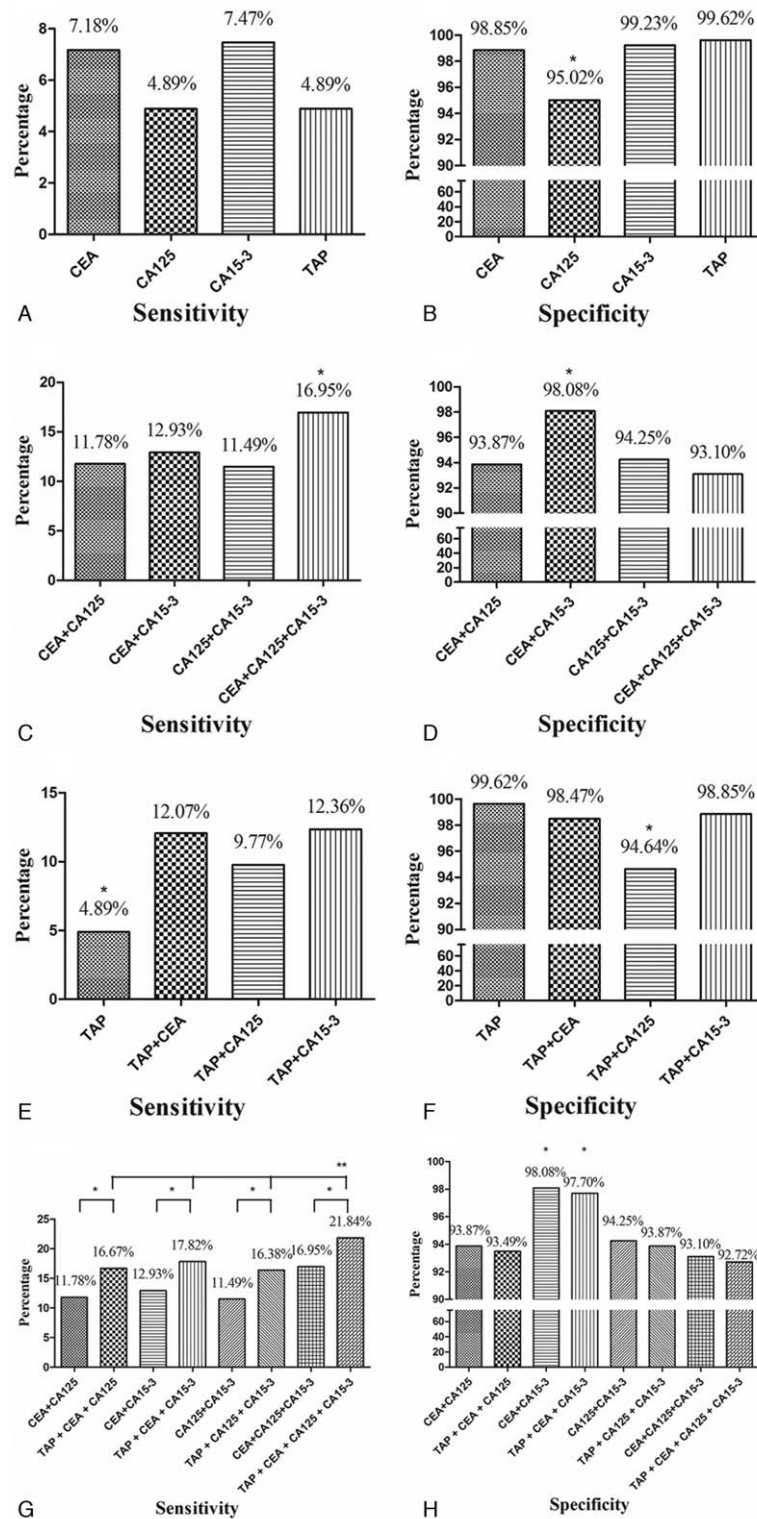 7.18%
4.89%
7.47%
4.89%
Percentage
8
6
4
2
0
CEA
CA125
CA15-3
TAP
A
Sensitivity
98.85%
*
95.02%
99.23%
99.62%
Percentage
100
98
96
94
92
90
60
40
20
0
CEA
CA125
CA15-3
TAP
B
Specificity
11.78%
12.93%
11.49%
*
16.95%
Percentage
20
15
10
5
0
CEA+CA125
CEA+CA15-3
CA125+CA15-3
CEA+CA125+CA15-3
C
Sensitivity
93.87%
*
98.08%
94.25%
93.10%
Percentage
100
98
96
94
92
90
60
40
20
0
CEA+CA125
CEA+CA15-3
CA125+CA15-3
CEA+CA125+CA15-3
D
Specificity
*
4.89%
12.07%
9.77%
12.36%
Percentage
15
10
5
0
TAP
TAP+CEA
TAP+CA125
TAP+CA15-3
E
Sensitivity
99.62%
98.47%
*
94.64%
98.85%
Percentage
100
98
96
94
92
90
60
40
20
0
TAP
TAP+CEA
TAP+CA125
TAP+CA15-3
F
Specificity
**
* * * *
11.78%
16.67%
12.93%
17.82%
11.49%
16.38%
16.95%
21.84%
Percentage
25
20
15
10
5
0
CEA+CA125
TAP + CEA + CA125
CEA+CA15-3
TAP + CEA + CA15-3
CA125+CA15-3
TAP + CA125 + CA15-3
CEA+CA125+CA15-3
TAP + CEA + CA125 + CA15-3
G
Sensitivity
* *
93.87%
93.49%
98.08%
97.70%
94.25%
93.87%
93.10%
92.72%
Percentage
100
98
96
94
92
90
80
60
40
20
0
CEA+CA125
TAP + CEA + CA125
CEA+CA15-3
TAP + CEA + CA15-3
CA125+CA15-3
TAP + CA125 + CA15-3
CEA+CA125+CA15-3
TAP + CEA + CA125 + CA15-3
H
Specificity